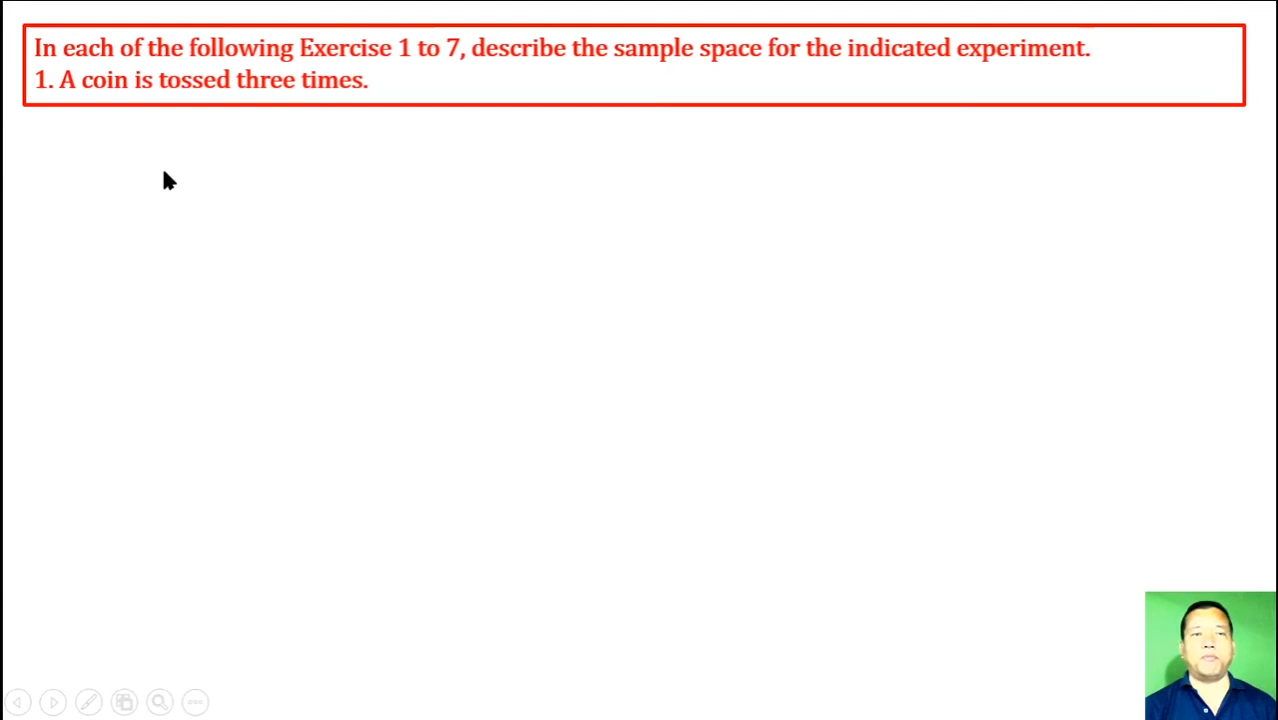 In each of the following Exercise 1 to 7, describe the sample space for the indicated experiment.
1. A coin is tossed three times.